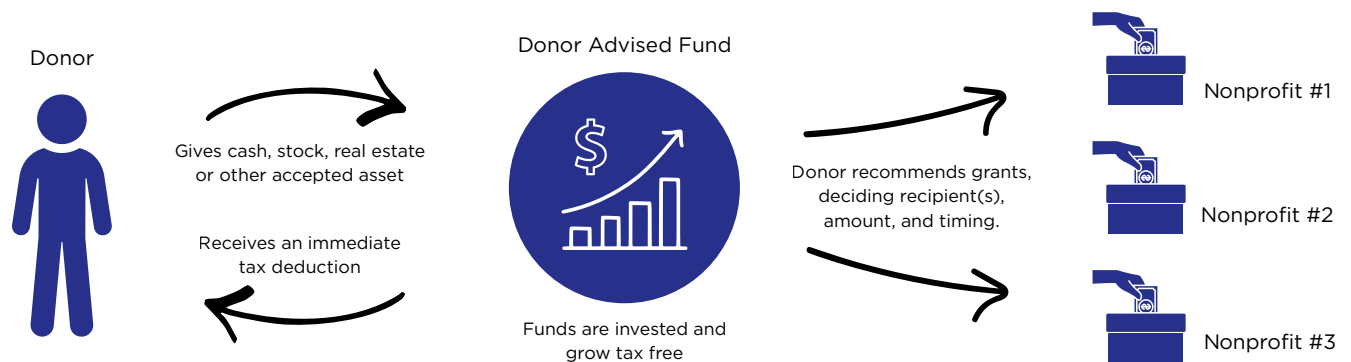 Donor
Gives cash, stock, real estate
or other accepted asset
Receives an immediate
tax deduction
Donor Advised Fund
$
Funds are invested and
grow tax free
Donor recommends grants,
deciding recipient(s),
amount, and timing.
Nonprofit #1
Nonprofit #2
Nonprofit #3